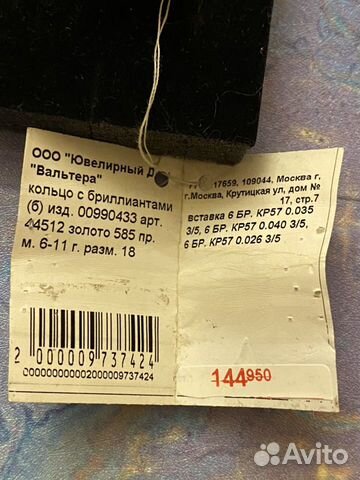 ООО "Ювелирный Д
"Вальтера"
кольцо с бриллиантами
(б) изд. 00990433 арт.
44512 золото 585 пр.
м. 6-11 г. разм. 18
2 000009 737424
000000000002000009737424
17659, 109044, Москва г,
г.Москва, Крутицкая ул, дом №
17, стр.7
вставка 6 БР. КР57 0.035
3/5, 6 БР. КР57 0.040 3/5,
6 БР. КР57 0.026 3/5
144950
Avito